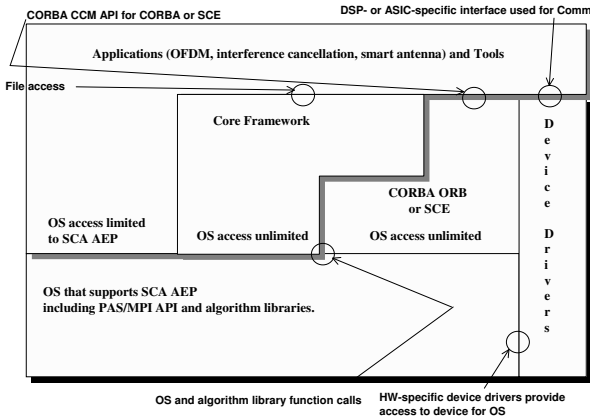 CORBA CCM API for CORBA or SCE
DSP- or ASIC-specific interface used for Comm
Applications (OFDM, interference cancellation, smart antenna) and Tools
File access
Core Framework
Device Drivers
CORBA ORB
or SCE
OS access limited
to SCA AEP
OS access unlimited
OS access unlimited
OS that supports SCA AEP
including PAS/MPI API and algorithm libraries.
OS and algorithm library function calls
HW-specific device drivers provide
access to device for OS